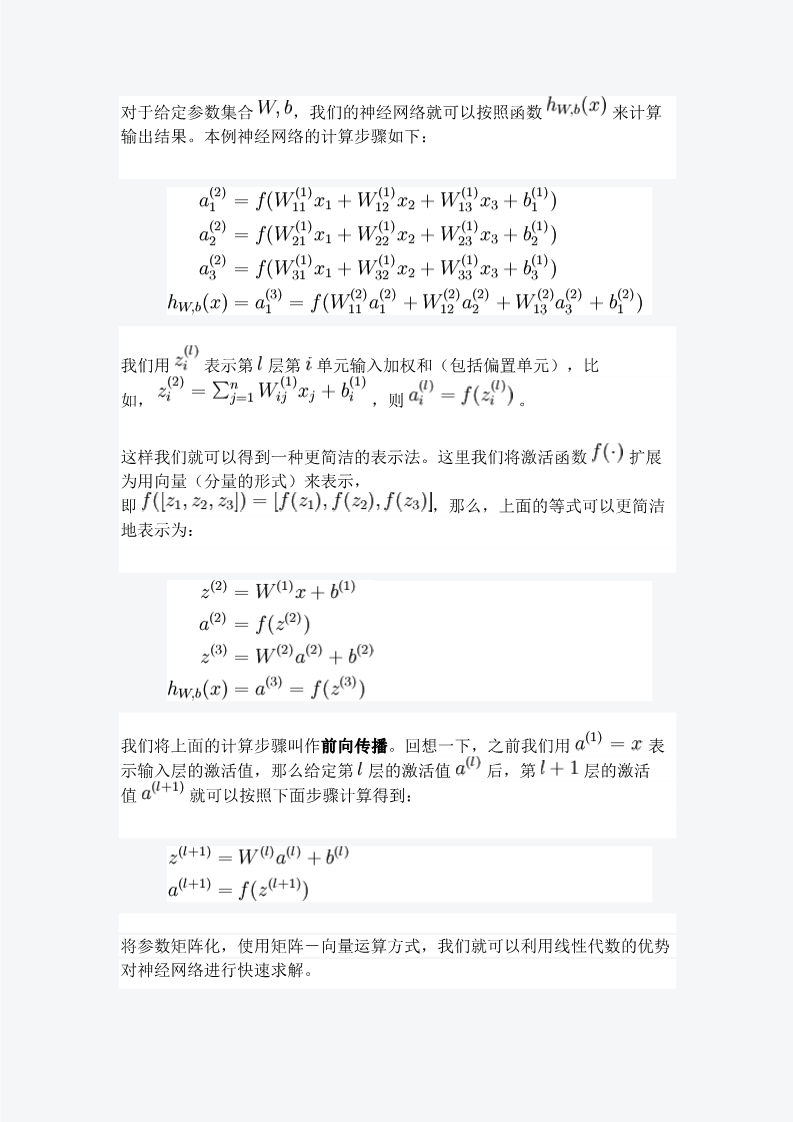 对于给定参数集合 W, b，我们的神经网络就可以按照函数 h_{W,b}(x) 来计算
输出结果。本例神经网络的计算步骤如下：
a_1^{(2)} = f(W_{11}^{(1)}x_1 + W_{12}^{(1)}x_2 + W_{13}^{(1)}x_3 + b_1^{(1)})
a_2^{(2)} = f(W_{21}^{(1)}x_1 + W_{22}^{(1)}x_2 + W_{23}^{(1)}x_3 + b_2^{(1)})
a_3^{(2)} = f(W_{31}^{(1)}x_1 + W_{32}^{(1)}x_2 + W_{33}^{(1)}x_3 + b_3^{(1)})
h_{W,b}(x) = a_1^{(3)} = f(W_{11}^{(2)}a_1^{(2)} + W_{12}^{(2)}a_2^{(2)} + W_{13}^{(2)}a_3^{(2)} + b_1^{(2)})
我们用 z_i^{(l)} 表示第 l 层第 i 单元输入加权和（包括偏置单元），比
如， z_i^{(2)} = \sum_{j=1}^n W_{ij}^{(1)}x_j + b_i^{(1)} ，则 a_i^{(l)} = f(z_i^{(l)}) 。
这样我们就可以得到一种更简洁的表示法。这里我们将激活函数 f(·) 扩展
为用向量（分量的形式）来表示，
即 f([z_1, z_2, z_3]) = [f(z_1), f(z_2), f(z_3)]，那么，上面的等式可以更简洁
地表示为：
z^{(2)} = W^{(1)}x + b^{(1)}
a^{(2)} = f(z^{(2)})
z^{(3)} = W^{(2)}a^{(2)} + b^{(2)}
h_{W,b}(x) = a^{(3)} = f(z^{(3)})
我们将上面的计算步骤叫作前向传播。回想一下，之前我们用 a^{(1)} = x 表
示输入层的激活值，那么给定第 l 层的激活值 a^{(l)} 后，第 l + 1 层的激活
值 a^{(l+1)} 就可以按照下面步骤计算得到：
z^{(l+1)} = W^{(l)}a^{(l)} + b^{(l)}
a^{(l+1)} = f(z^{(l+1)})
将参数矩阵化，使用矩阵－向量运算方式，我们就可以利用线性代数的优势
对神经网络进行快速求解。